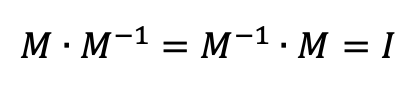 M · M⁻¹ = M⁻¹ · M = I